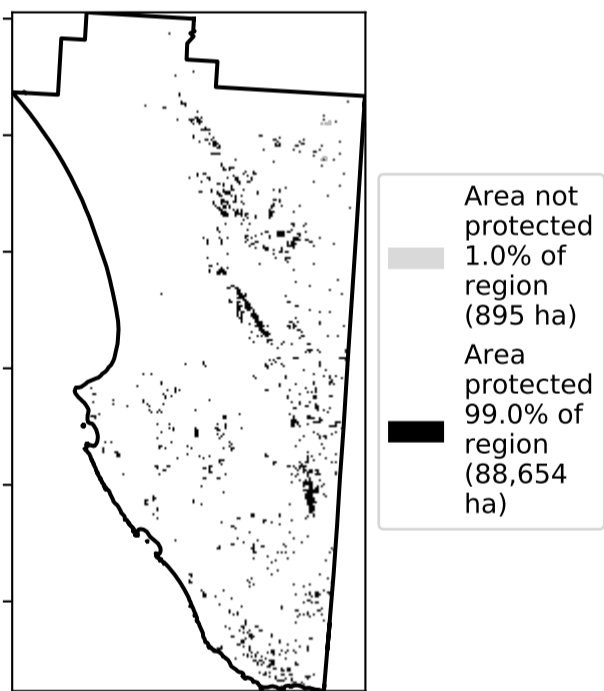 Area not
protected
1.0% of
region
(895 ha)
Area
protected
99.0% of
region
(88,654
ha)